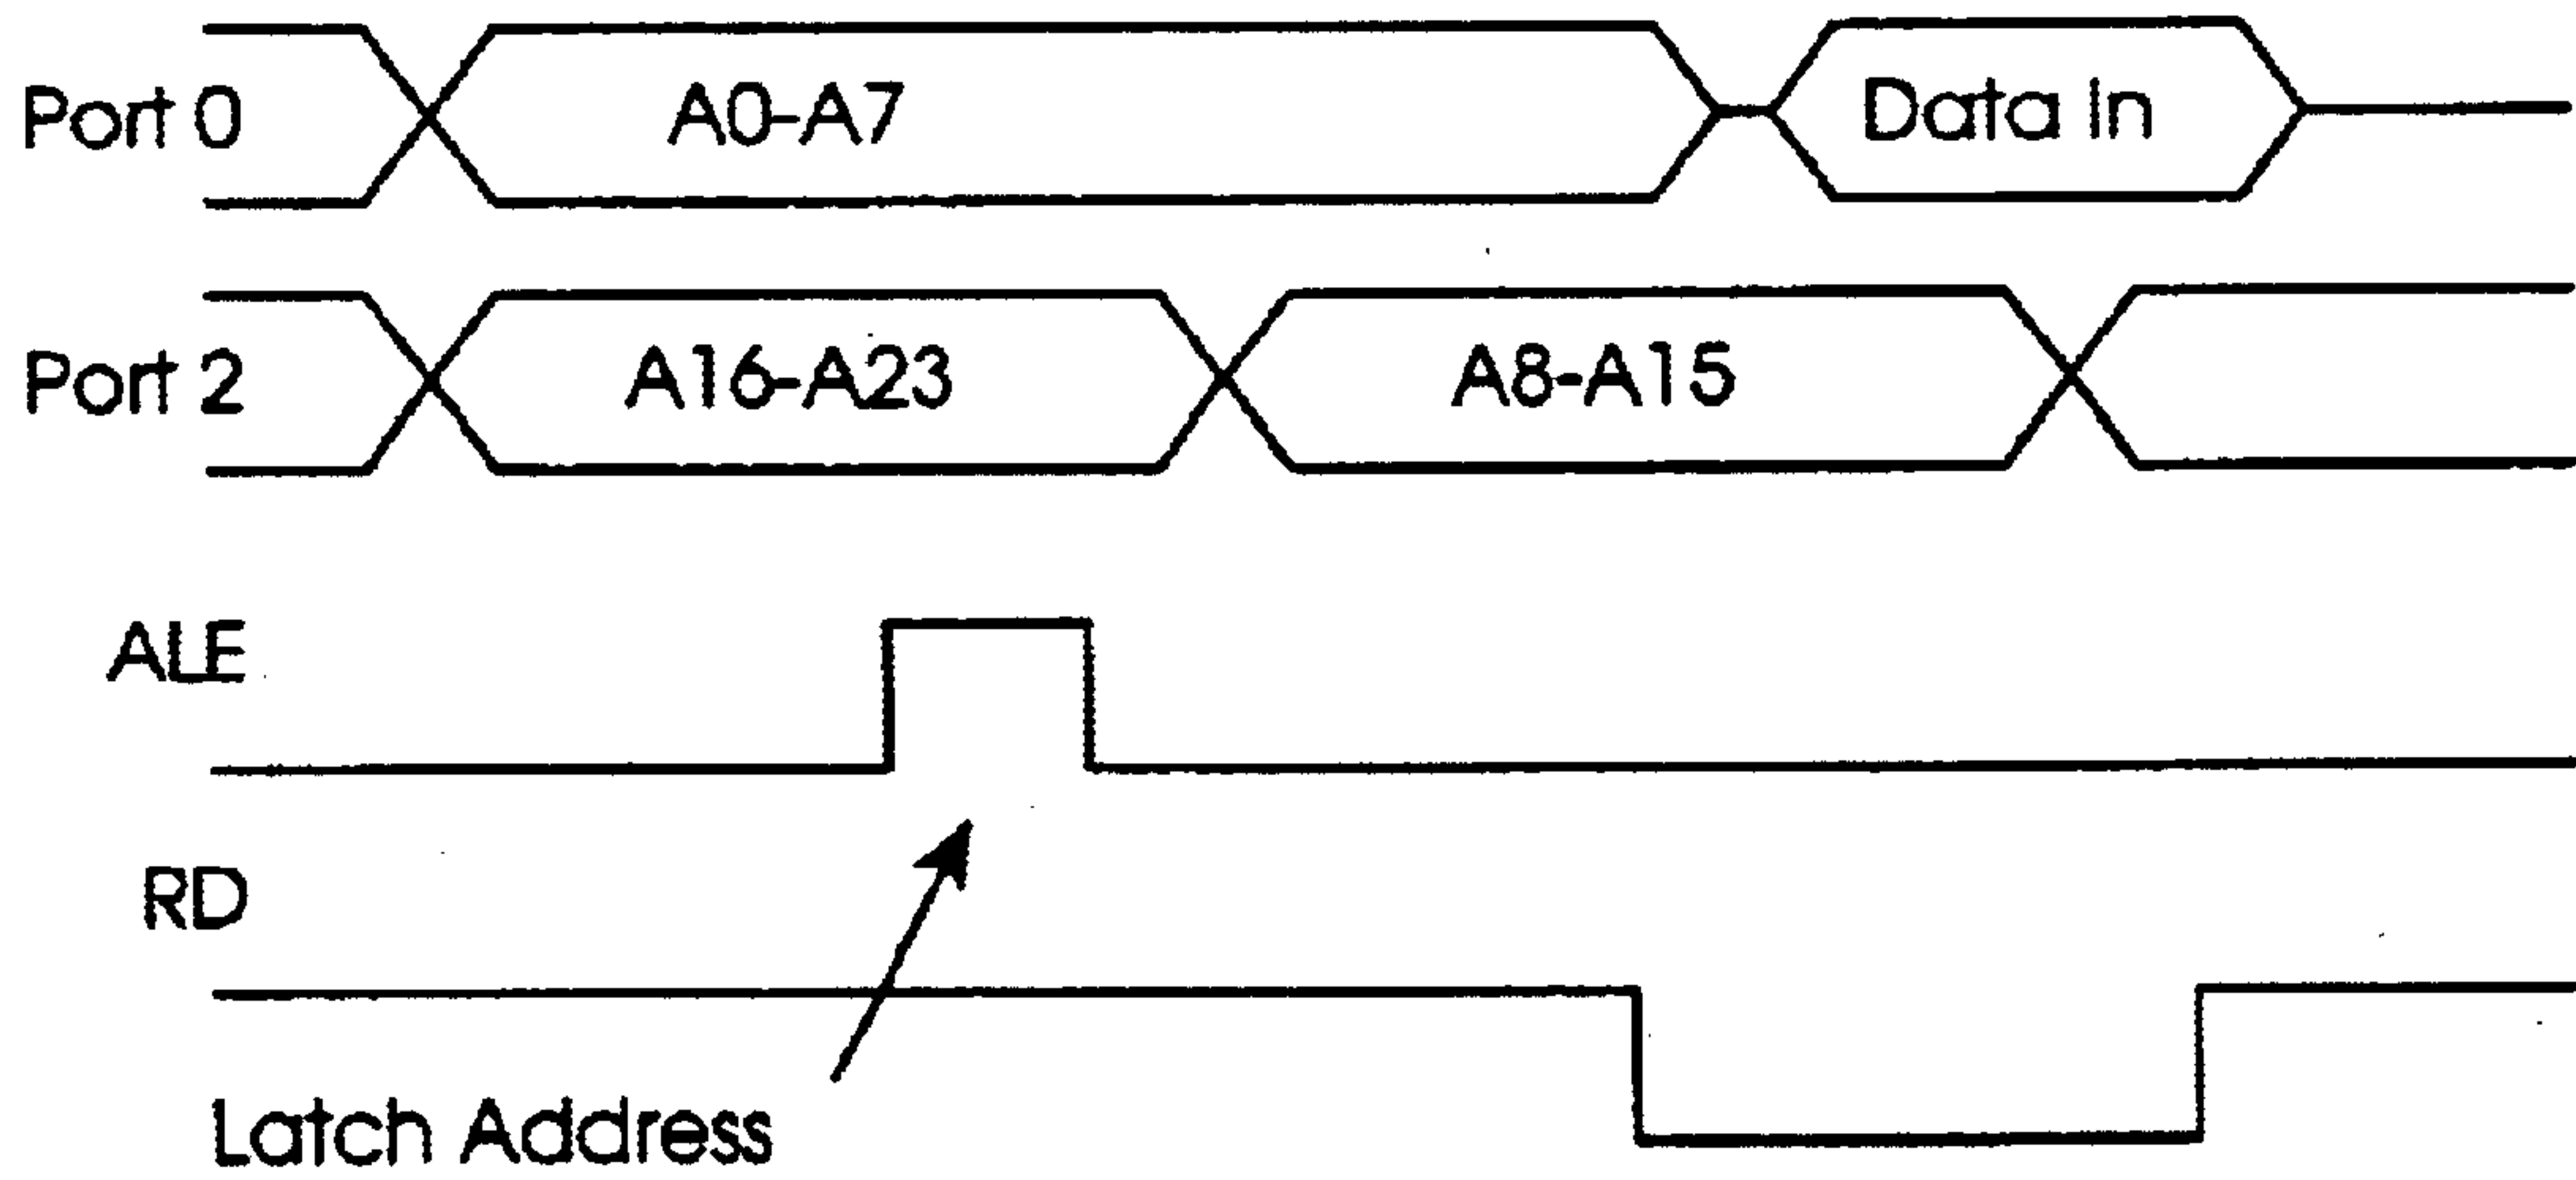 Port 0
A0-A7
Data In
Port 2
A16-A23
A8-A15
ALE
RD
Latch Address